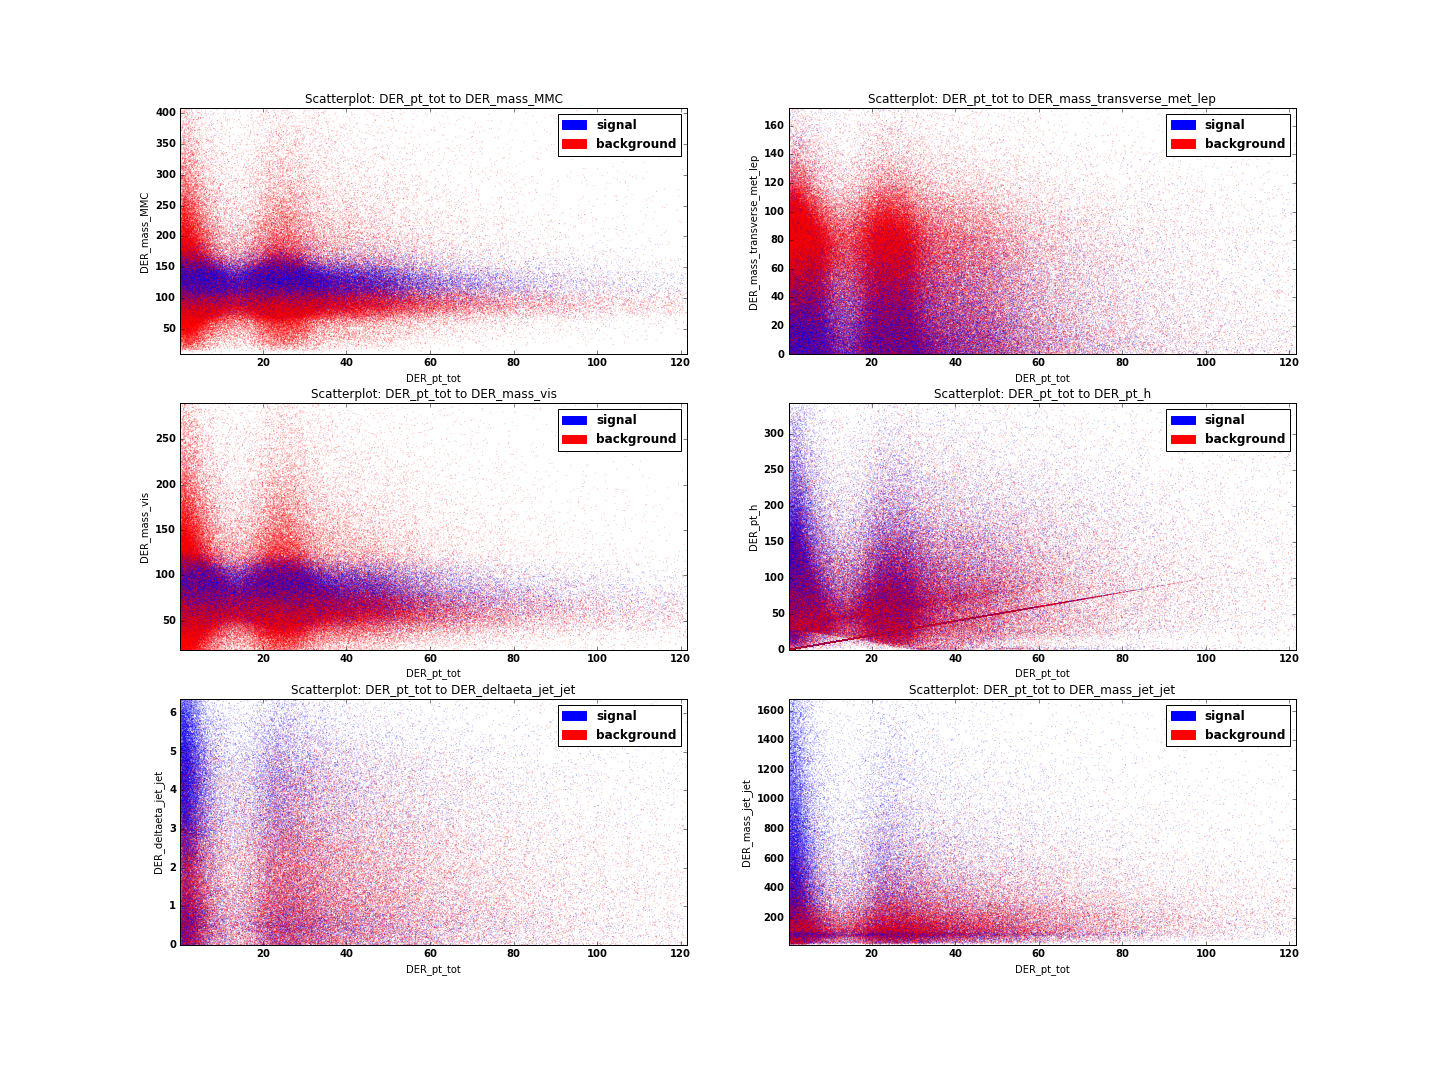 Scatterplot: DER_pt_tot to DER_mass_MMC
DER_mass_MMC
400
350
300
250
200
150
100
50
signal
background
20 40 60 80 100 120
DER_pt_tot
Scatterplot: DER_pt_tot to DER_mass_transverse_met_lep
DER_mass_transverse_met_lep
160
140
120
100
80
60
40
20
0
signal
background
20 40 60 80 100 120
DER_pt_tot
Scatterplot: DER_pt_tot to DER_mass_vis
DER_mass_vis
250
200
150
100
50
signal
background
20 40 60 80 100 120
DER_pt_tot
Scatterplot: DER_pt_tot to DER_pt_h
DER_pt_h
300
250
200
150
100
50
0
signal
background
20 40 60 80 100 120
DER_pt_tot
Scatterplot: DER_pt_tot to DER_deltaeta_jet_jet
DER_deltaeta_jet_jet
6
5
4
3
2
1
0
signal
background
20 40 60 80 100 120
DER_pt_tot
Scatterplot: DER_pt_tot to DER_mass_jet_jet
DER_mass_jet_jet
1600
1400
1200
1000
800
600
400
200
signal
background
20 40 60 80 100 120
DER_pt_tot